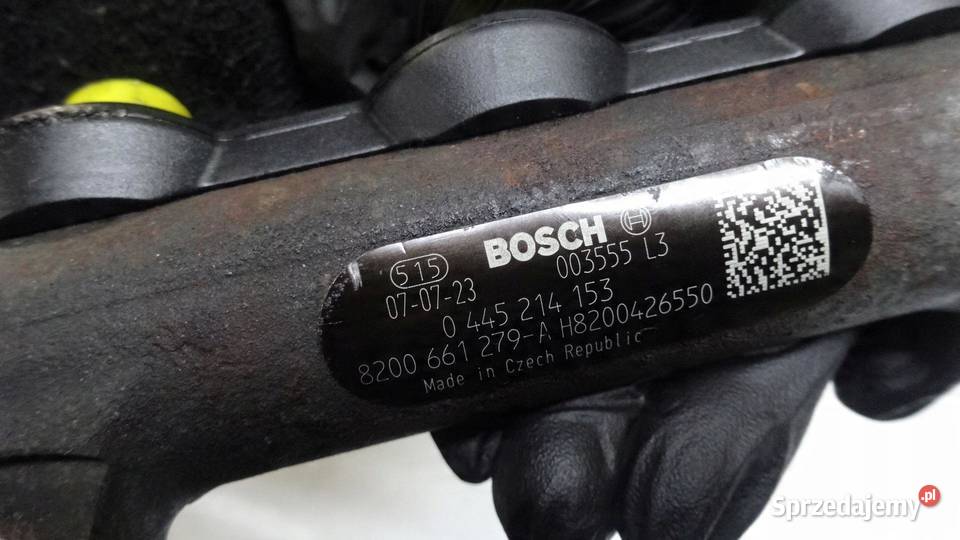 515 BOSCH
07-07-23 003555 L3
0 445 214 153
8200 661 279-A H8200426550
Made in Czech Republic
Sprzedajemy.pl